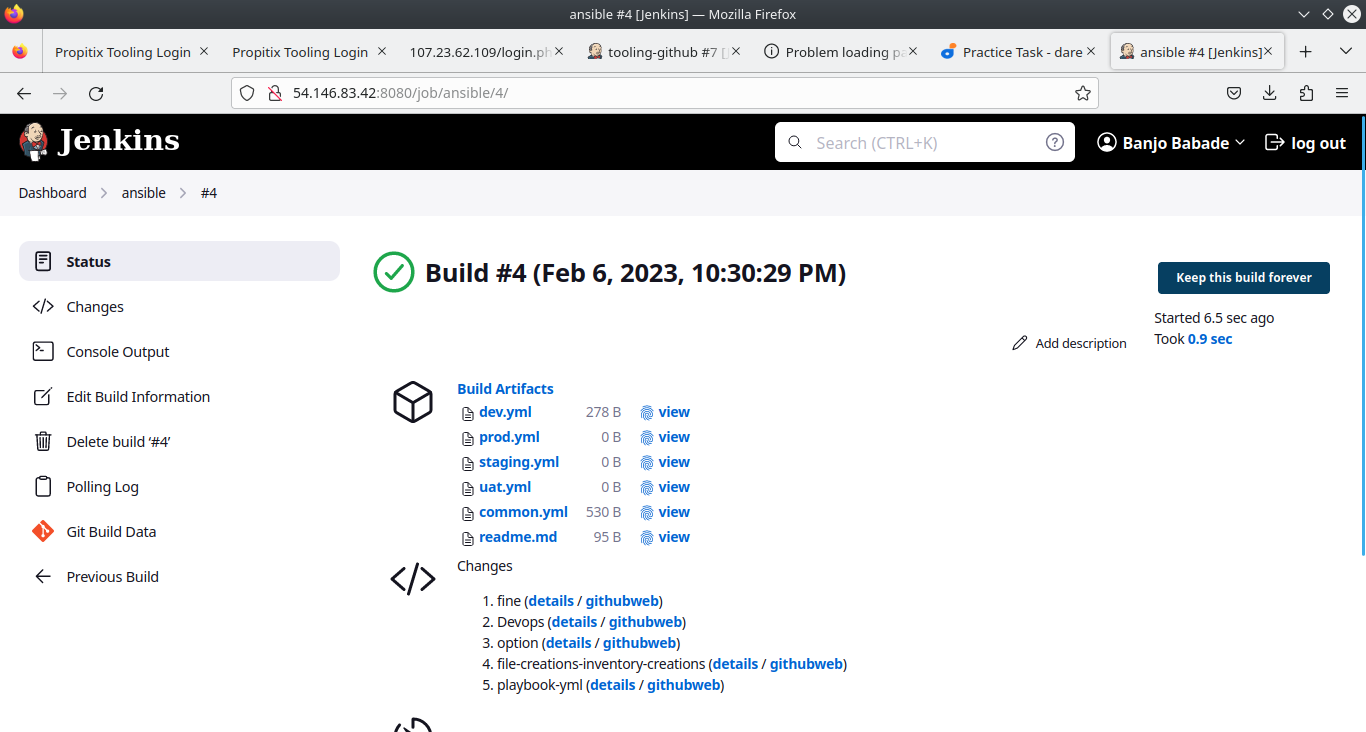 ansible #4 [Jenkins] — Mozilla Firefox
Propitix Tooling Login
Propitix Tooling Login
107.23.62.109/login.ph
tooling-github #7 [J
Problem loading pa
Practice Task - dare
ansible #4 [Jenkins]
54.146.83.42:8080/job/ansible/4/
Jenkins
Search (CTRL+K)
Banjo Babade
log out
Dashboard
ansible
#4
Status
Changes
Console Output
Edit Build Information
Delete build ‘#4’
Polling Log
Git Build Data
Previous Build
Build #4 (Feb 6, 2023, 10:30:29 PM)
Keep this build forever
Started 6.5 sec ago
Took 0.9 sec
Add description
Build Artifacts
dev.yml 278 B view
prod.yml 0 B view
staging.yml 0 B view
uat.yml 0 B view
common.yml 530 B view
readme.md 95 B view
Changes
1. fine (details / githubweb)
2. Devops (details / githubweb)
3. option (details / githubweb)
4. file-creations-inventory-creations (details / githubweb)
5. playbook-yml (details / githubweb)